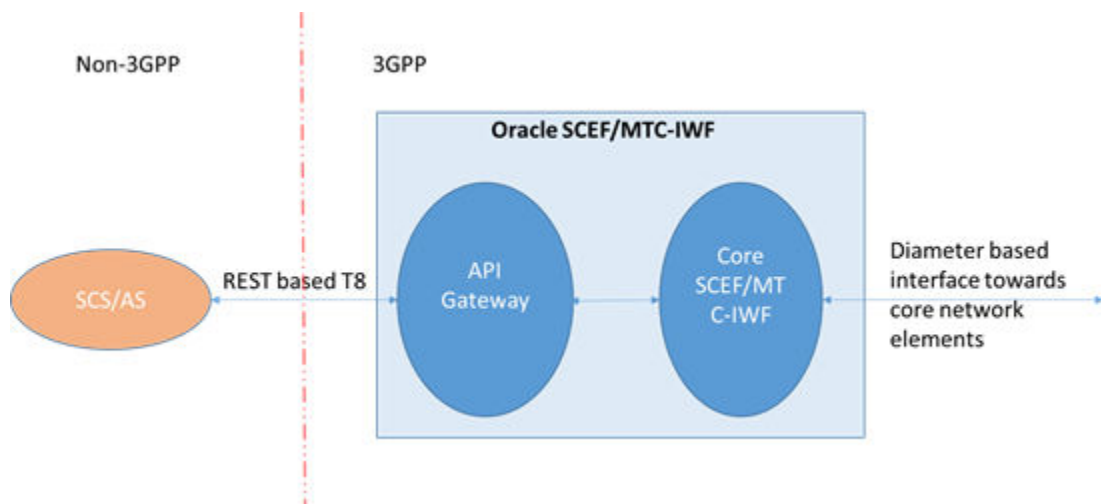 Non-3GPP
3GPP
Oracle SCEF/MTC-IWF
SCS/AS
REST based T8
API
Gateway
Core
SCEF/MT
C-IWF
Diameter based
interface towards
core network
elements